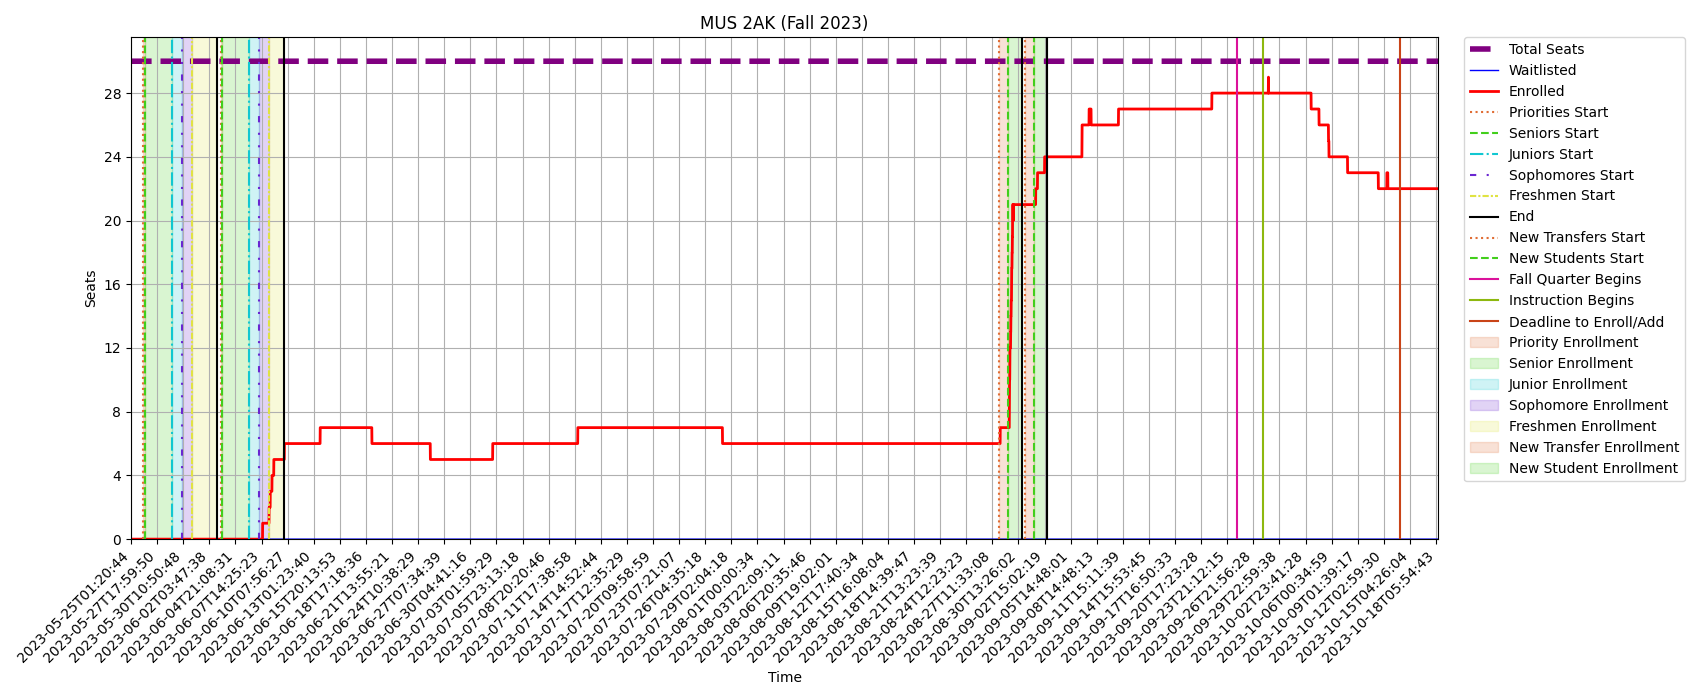 MUS 2AK (Fall 2023)
Seats
28
24
20
16
12
8
4
0
2023-05-25T01:20:44
2023-05-27T17:59:50
2023-05-30T10:50:48
2023-06-02T03:47:38
2023-06-04T21:08:31
2023-06-07T14:25:23
2023-06-10T07:56:27
2023-06-13T01:23:40
2023-06-15T20:13:53
2023-06-18T17:18:36
2023-06-21T13:55:21
2023-06-24T10:38:29
2023-06-27T07:34:39
2023-06-30T04:41:16
2023-07-03T01:59:29
2023-07-05T23:13:18
2023-07-08T20:20:46
2023-07-11T17:38:58
2023-07-14T14:52:44
2023-07-17T12:35:29
2023-07-20T09:58:59
2023-07-23T07:21:07
2023-07-26T04:35:18
2023-07-29T02:04:18
2023-08-01T00:00:34
2023-08-03T22:09:11
2023-08-06T20:35:46
2023-08-09T19:02:01
2023-08-12T17:40:34
2023-08-15T16:08:04
2023-08-18T14:39:47
2023-08-21T13:23:39
2023-08-24T12:23:23
2023-08-27T11:33:08
2023-08-30T13:26:02
2023-09-02T15:02:19
2023-09-05T14:48:01
2023-09-08T14:48:13
2023-09-11T15:11:39
2023-09-14T15:53:45
2023-09-17T16:50:33
2023-09-20T17:23:28
2023-09-23T21:12:15
2023-09-26T21:56:28
2023-09-29T22:59:38
2023-10-02T23:41:28
2023-10-06T00:34:59
2023-10-09T01:39:17
2023-10-12T02:59:30
2023-10-15T04:26:04
2023-10-18T05:54:43
Time
Total Seats
Waitlisted
Enrolled
Priorities Start
Seniors Start
Juniors Start
Sophomores Start
Freshmen Start
End
New Transfers Start
New Students Start
Fall Quarter Begins
Instruction Begins
Deadline to Enroll/Add
Priority Enrollment
Senior Enrollment
Junior Enrollment
Sophomore Enrollment
Freshmen Enrollment
New Transfer Enrollment
New Student Enrollment